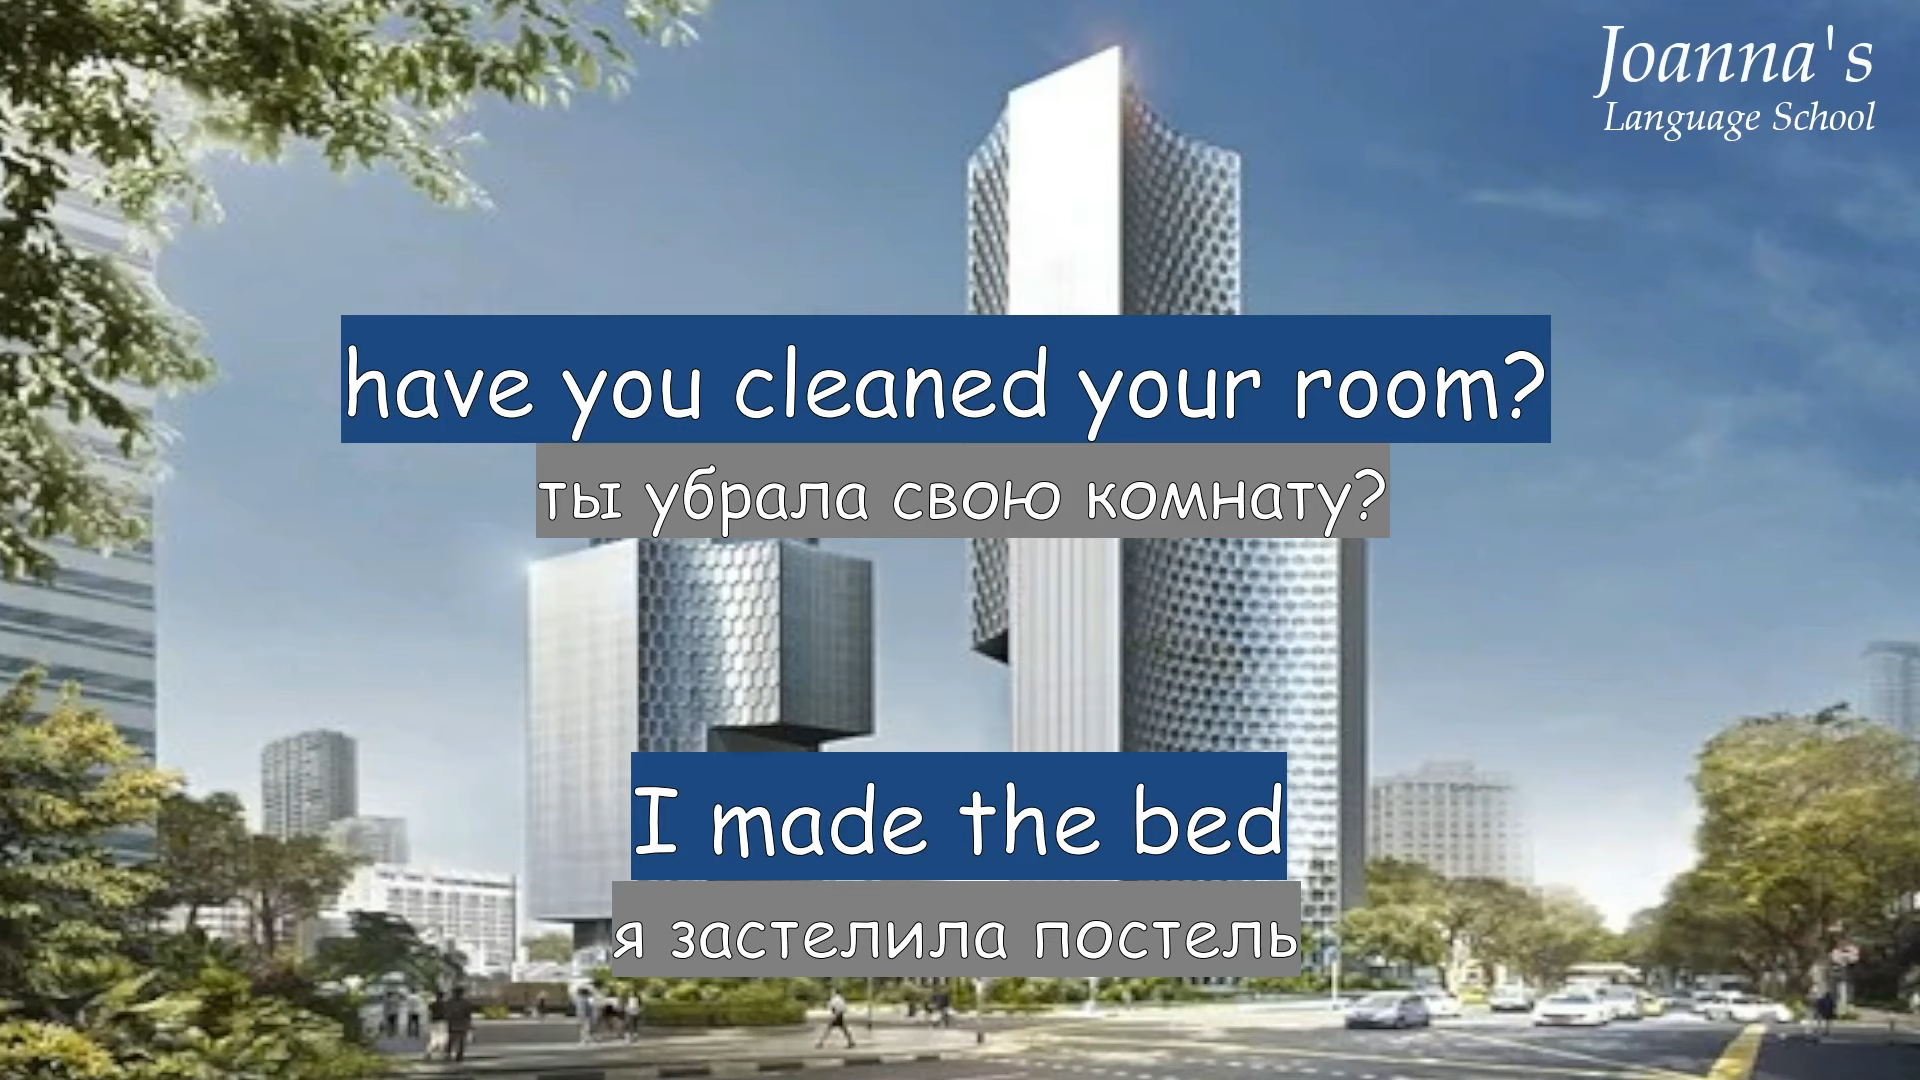 Joanna's
Language School
have you cleaned your room?
ты убрала свою комнату?
I made the bed
я застелила постель